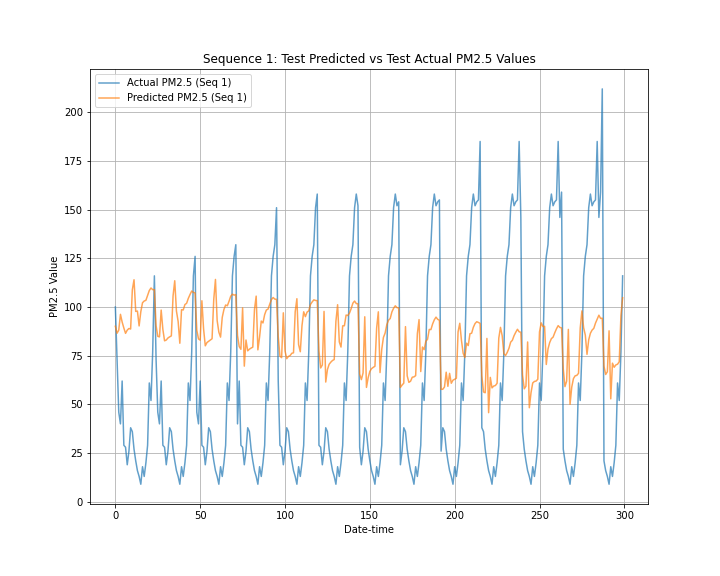 Sequence 1: Test Predicted vs Test Actual PM2.5 Values
Actual PM2.5 (Seq 1)
Predicted PM2.5 (Seq 1)
PM2.5 Value
200
175
150
125
100
75
50
25
0
0 50 100 150 200 250 300
Date-time